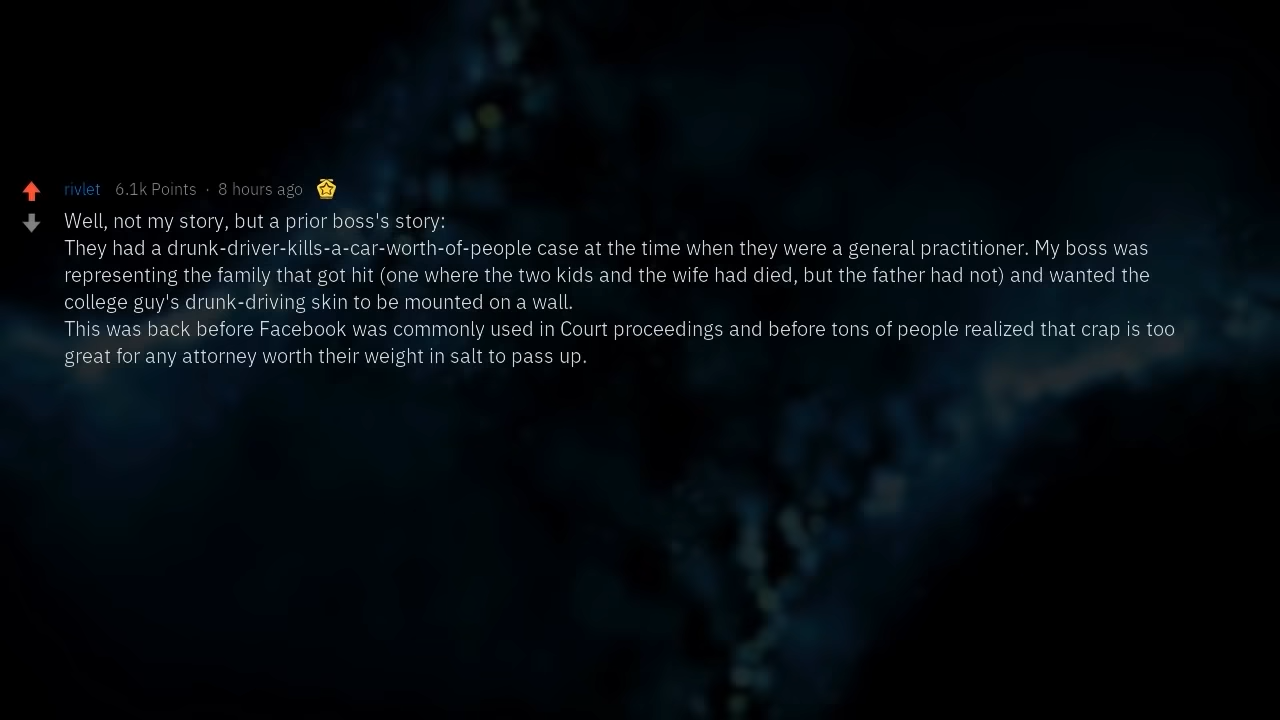 rivlet 6.1k Points · 8 hours ago
Well, not my story, but a prior boss's story:
They had a drunk-driver-kills-a-car-worth-of-people case at the time when they were a general practitioner. My boss was
representing the family that got hit (one where the two kids and the wife had died, but the father had not) and wanted the
college guy's drunk-driving skin to be mounted on a wall.
This was back before Facebook was commonly used in Court proceedings and before tons of people realized that crap is too
great for any attorney worth their weight in salt to pass up.